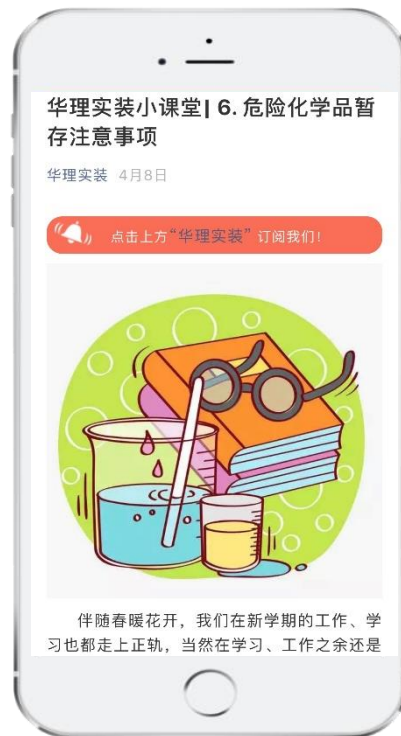 华理实装小课堂| 6. 危险化学品暂
存注意事项
华理实装 4月8日
点击上方“华理实装”订阅我们！
伴随春暖花开，我们在新学期的工作、学
习也都走上正轨，当然在学习、工作之余还是